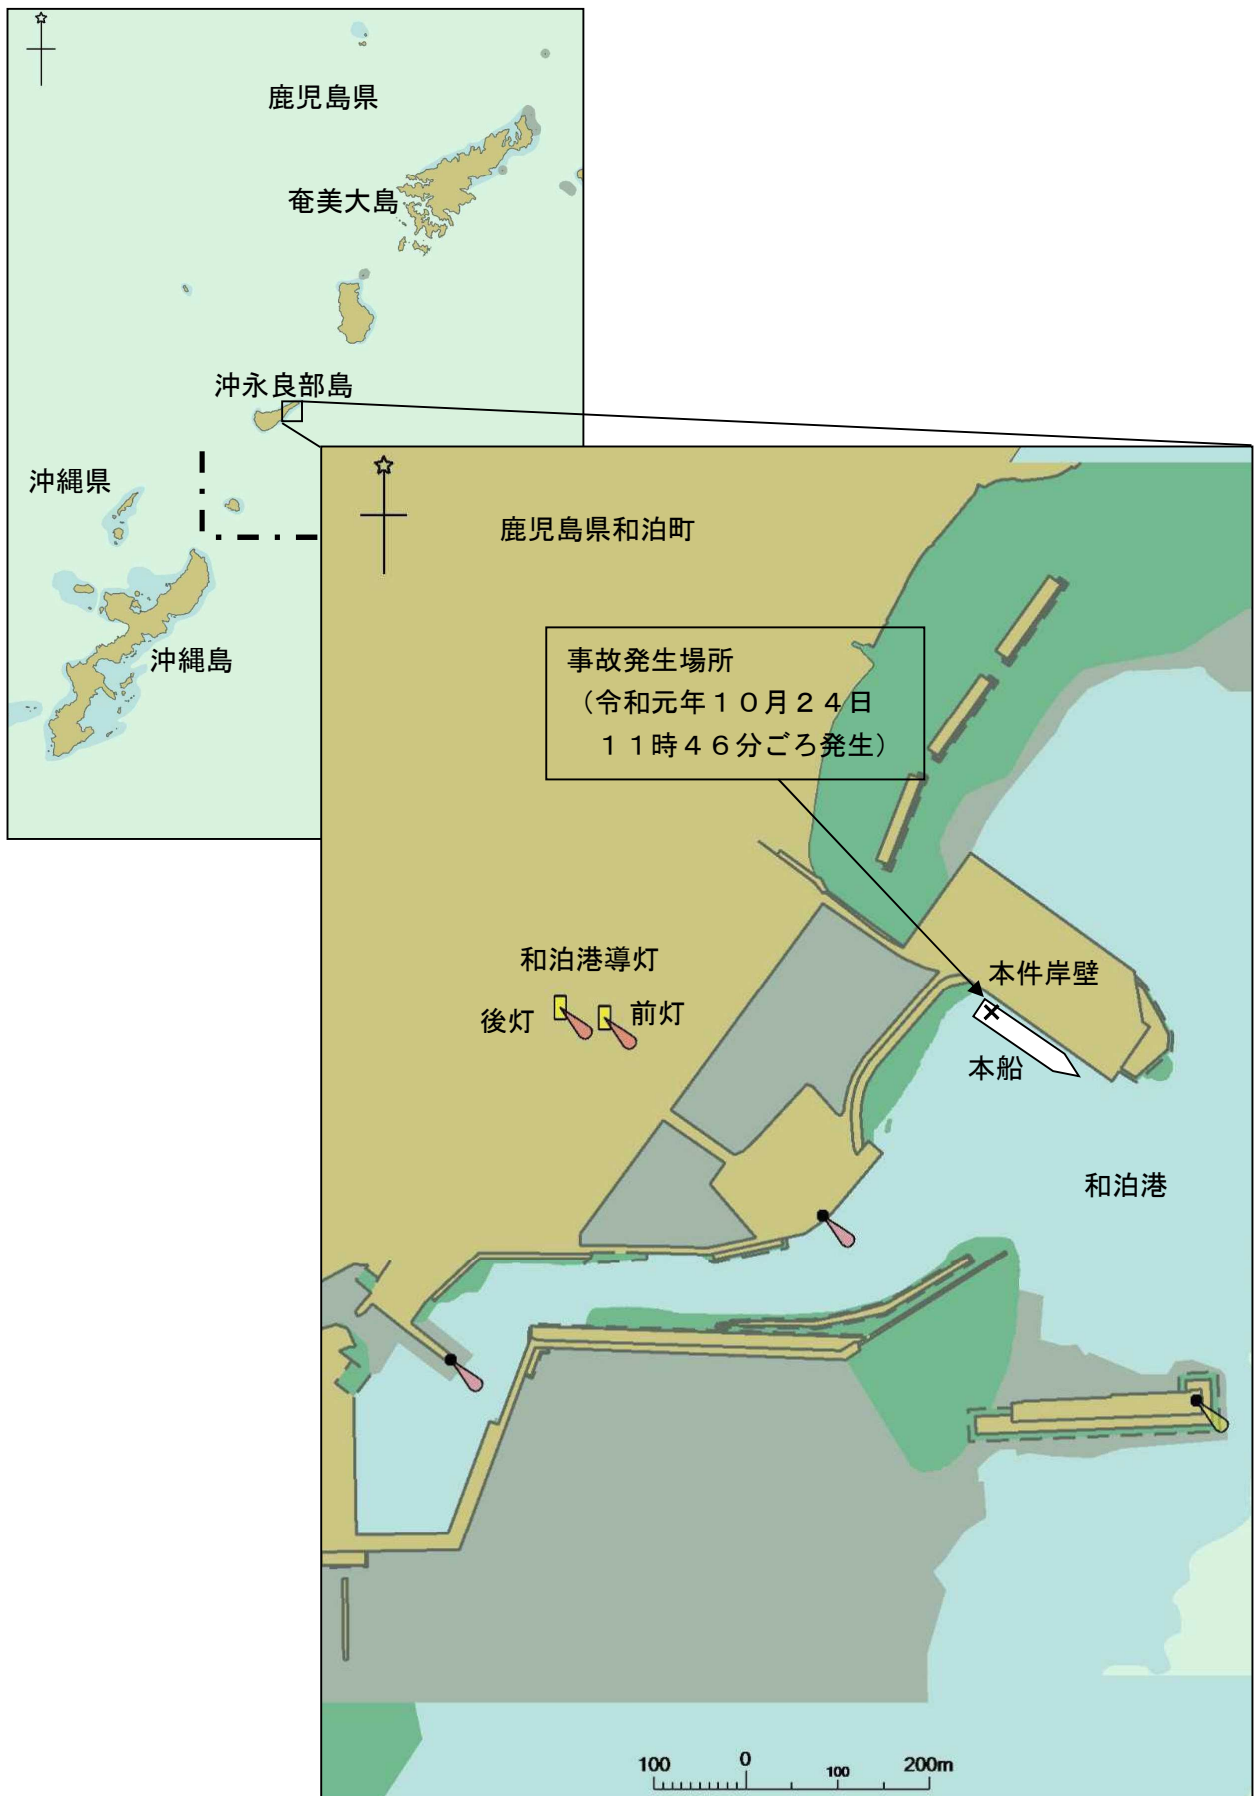 鹿児島県
奄美大島
沖永良部島
沖縄県
沖縄島
鹿児島県和泊町
事故発生場所
（令和元年１０月２４日
１１時４６分ごろ発生）
和泊港導灯
後灯
前灯
本件岸壁
本船
和泊港
100 0 100 200m